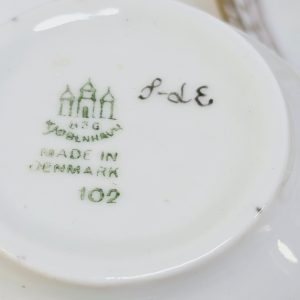 B & G
KJØBENHAVN
MADE IN
DENMARK
102